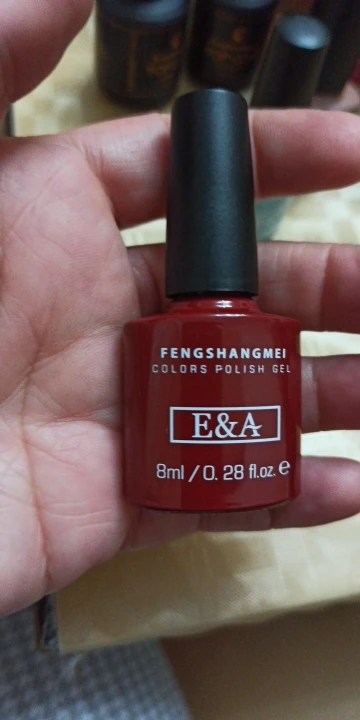 FENGSHANGMEI
COLORS POLISH GEL
E&A
8ml / 0. 28 fl.oz. ℮